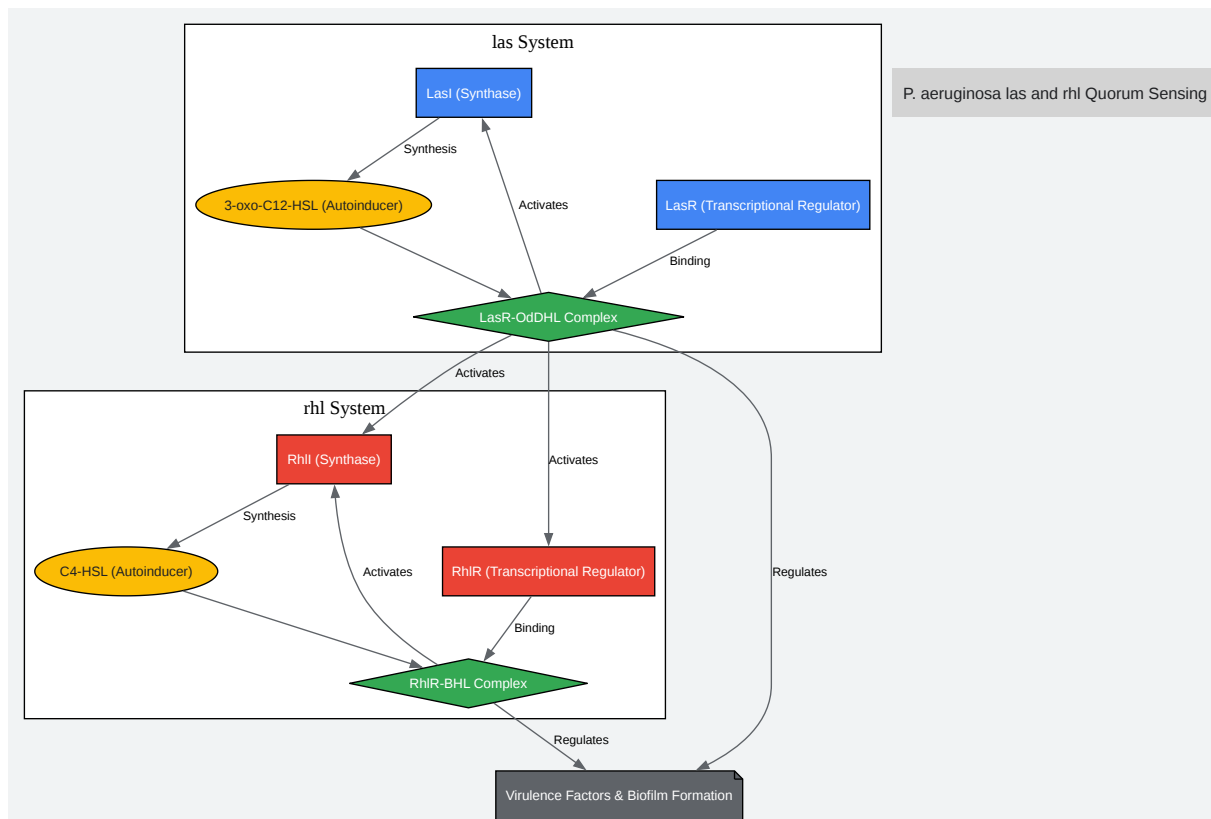 las System
LasI (Synthase)
P. aeruginosa las and rhl Quorum Sensing
Synthesis
3-oxo-C12-HSL (Autoinducer)
Activates
LasR (Transcriptional Regulator)
Binding
LasR-OdDHL Complex
Activates
rhl System
RhlI (Synthase)
Activates
Synthesis
C4-HSL (Autoinducer)
Activates
RhlR (Transcriptional Regulator)
Regulates
Binding
RhlR-BHL Complex
Regulates
Virulence Factors & Biofilm Formation